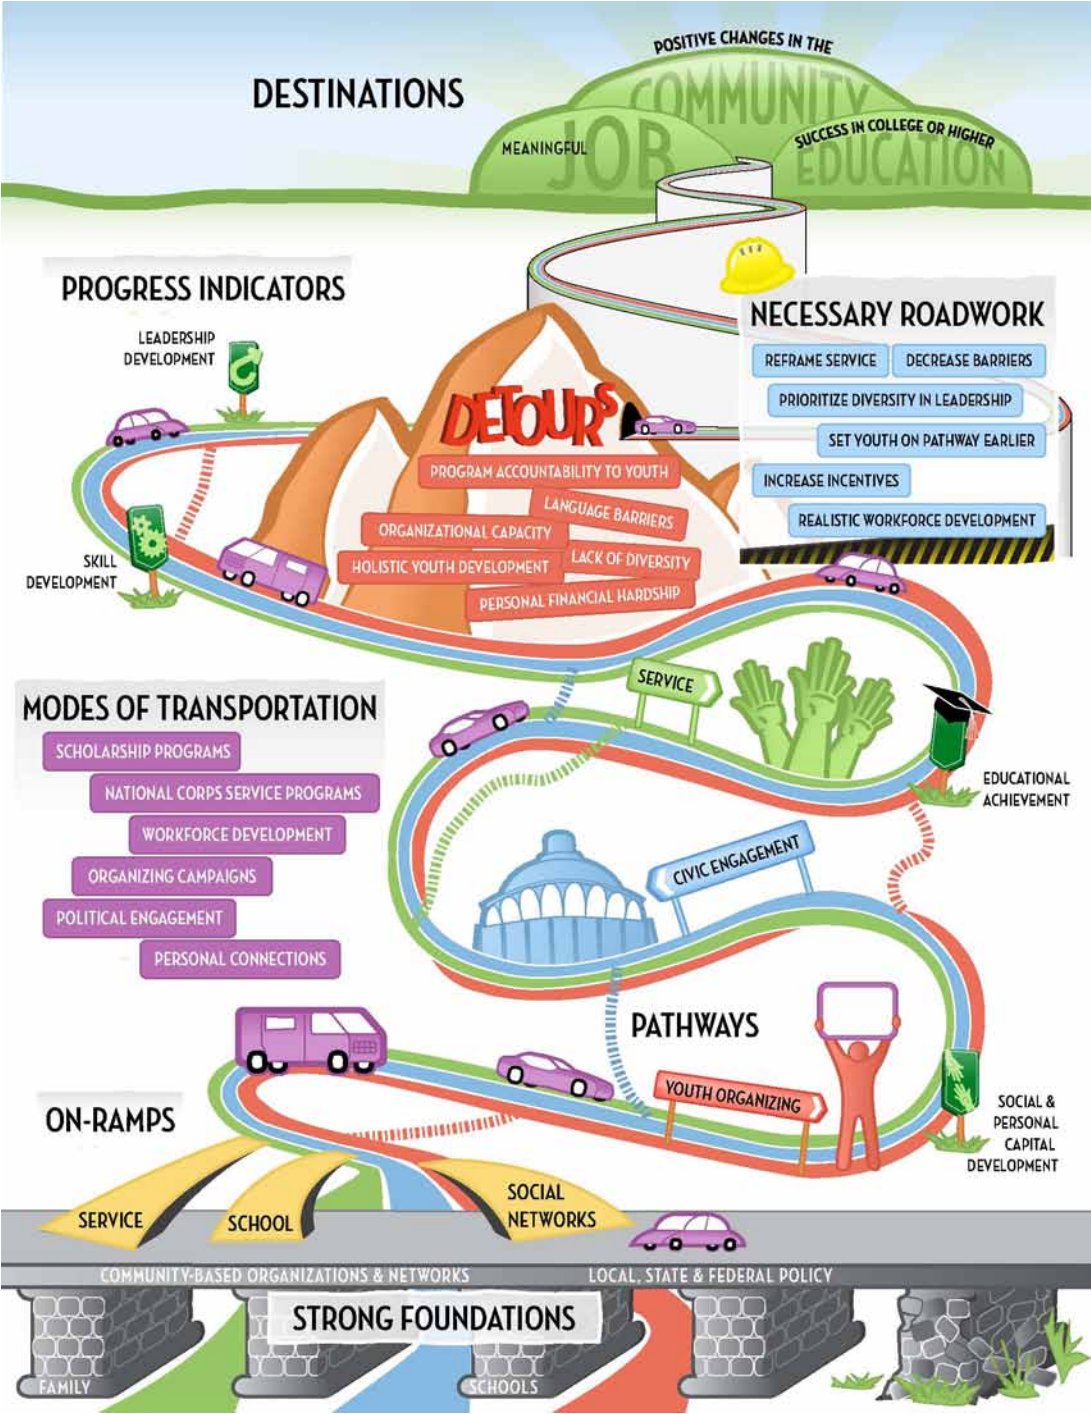 POSITIVE CHANGES IN THE
COMMUNITY
DESTINATIONS
MEANINGFUL
JOB
SUCCESS IN COLLEGE OR HIGHER
EDUCATION
PROGRESS INDICATORS
LEADERSHIP
DEVELOPMENT
NECESSARY ROADWORK
REFRAME SERVICE
DECREASE BARRIERS
PRIORITIZE DIVERSITY IN LEADERSHIP
SET YOUTH ON PATHWAY EARLIER
INCREASE INCENTIVES
REALISTIC WORKFORCE DEVELOPMENT
DETOURS
PROGRAM ACCOUNTABILITY TO YOUTH
LANGUAGE BARRIERS
ORGANIZATIONAL CAPACITY
LACK OF DIVERSITY
HOLISTIC YOUTH DEVELOPMENT
PERSONAL FINANCIAL HARDSHIP
SKILL
DEVELOPMENT
SERVICE
MODES OF TRANSPORTATION
SCHOLARSHIP PROGRAMS
NATIONAL CORPS SERVICE PROGRAMS
WORKFORCE DEVELOPMENT
ORGANIZING CAMPAIGNS
POLITICAL ENGAGEMENT
PERSONAL CONNECTIONS
EDUCATIONAL
ACHIEVEMENT
CIVIC ENGAGEMENT
PATHWAYS
YOUTH ORGANIZING
SOCIAL &
PERSONAL
CAPITAL
DEVELOPMENT
ON-RAMPS
SERVICE
SCHOOL
SOCIAL
NETWORKS
COMMUNITY-BASED ORGANIZATIONS & NETWORKS
LOCAL, STATE & FEDERAL POLICY
STRONG FOUNDATIONS
FAMILY
SCHOOLS